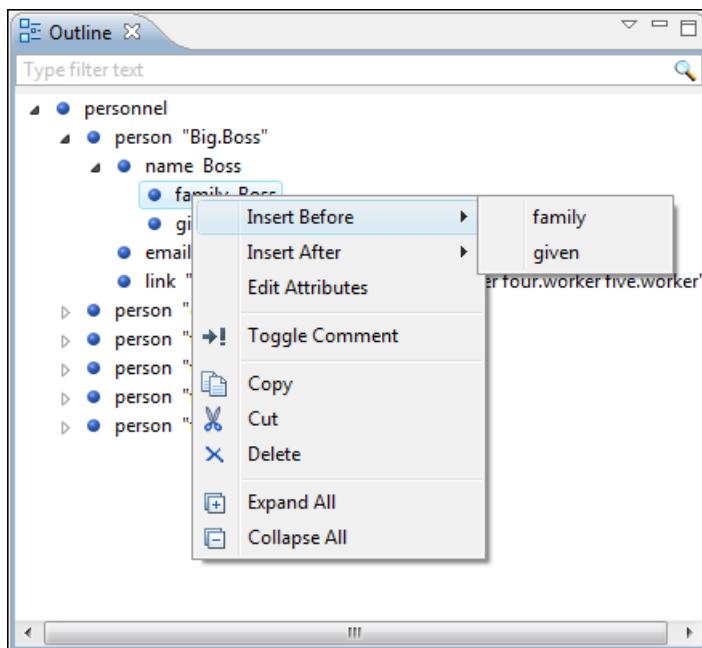 Outline
Type filter text
personnel
person "Big.Boss"
name Boss
family Boss
Insert Before
family
Insert After
given
email
link "
four.worker five.worker"
Edit Attributes
person "
person "
Toggle Comment
person "
Copy
person "
person "
Cut
Delete
Expand All
Collapse All